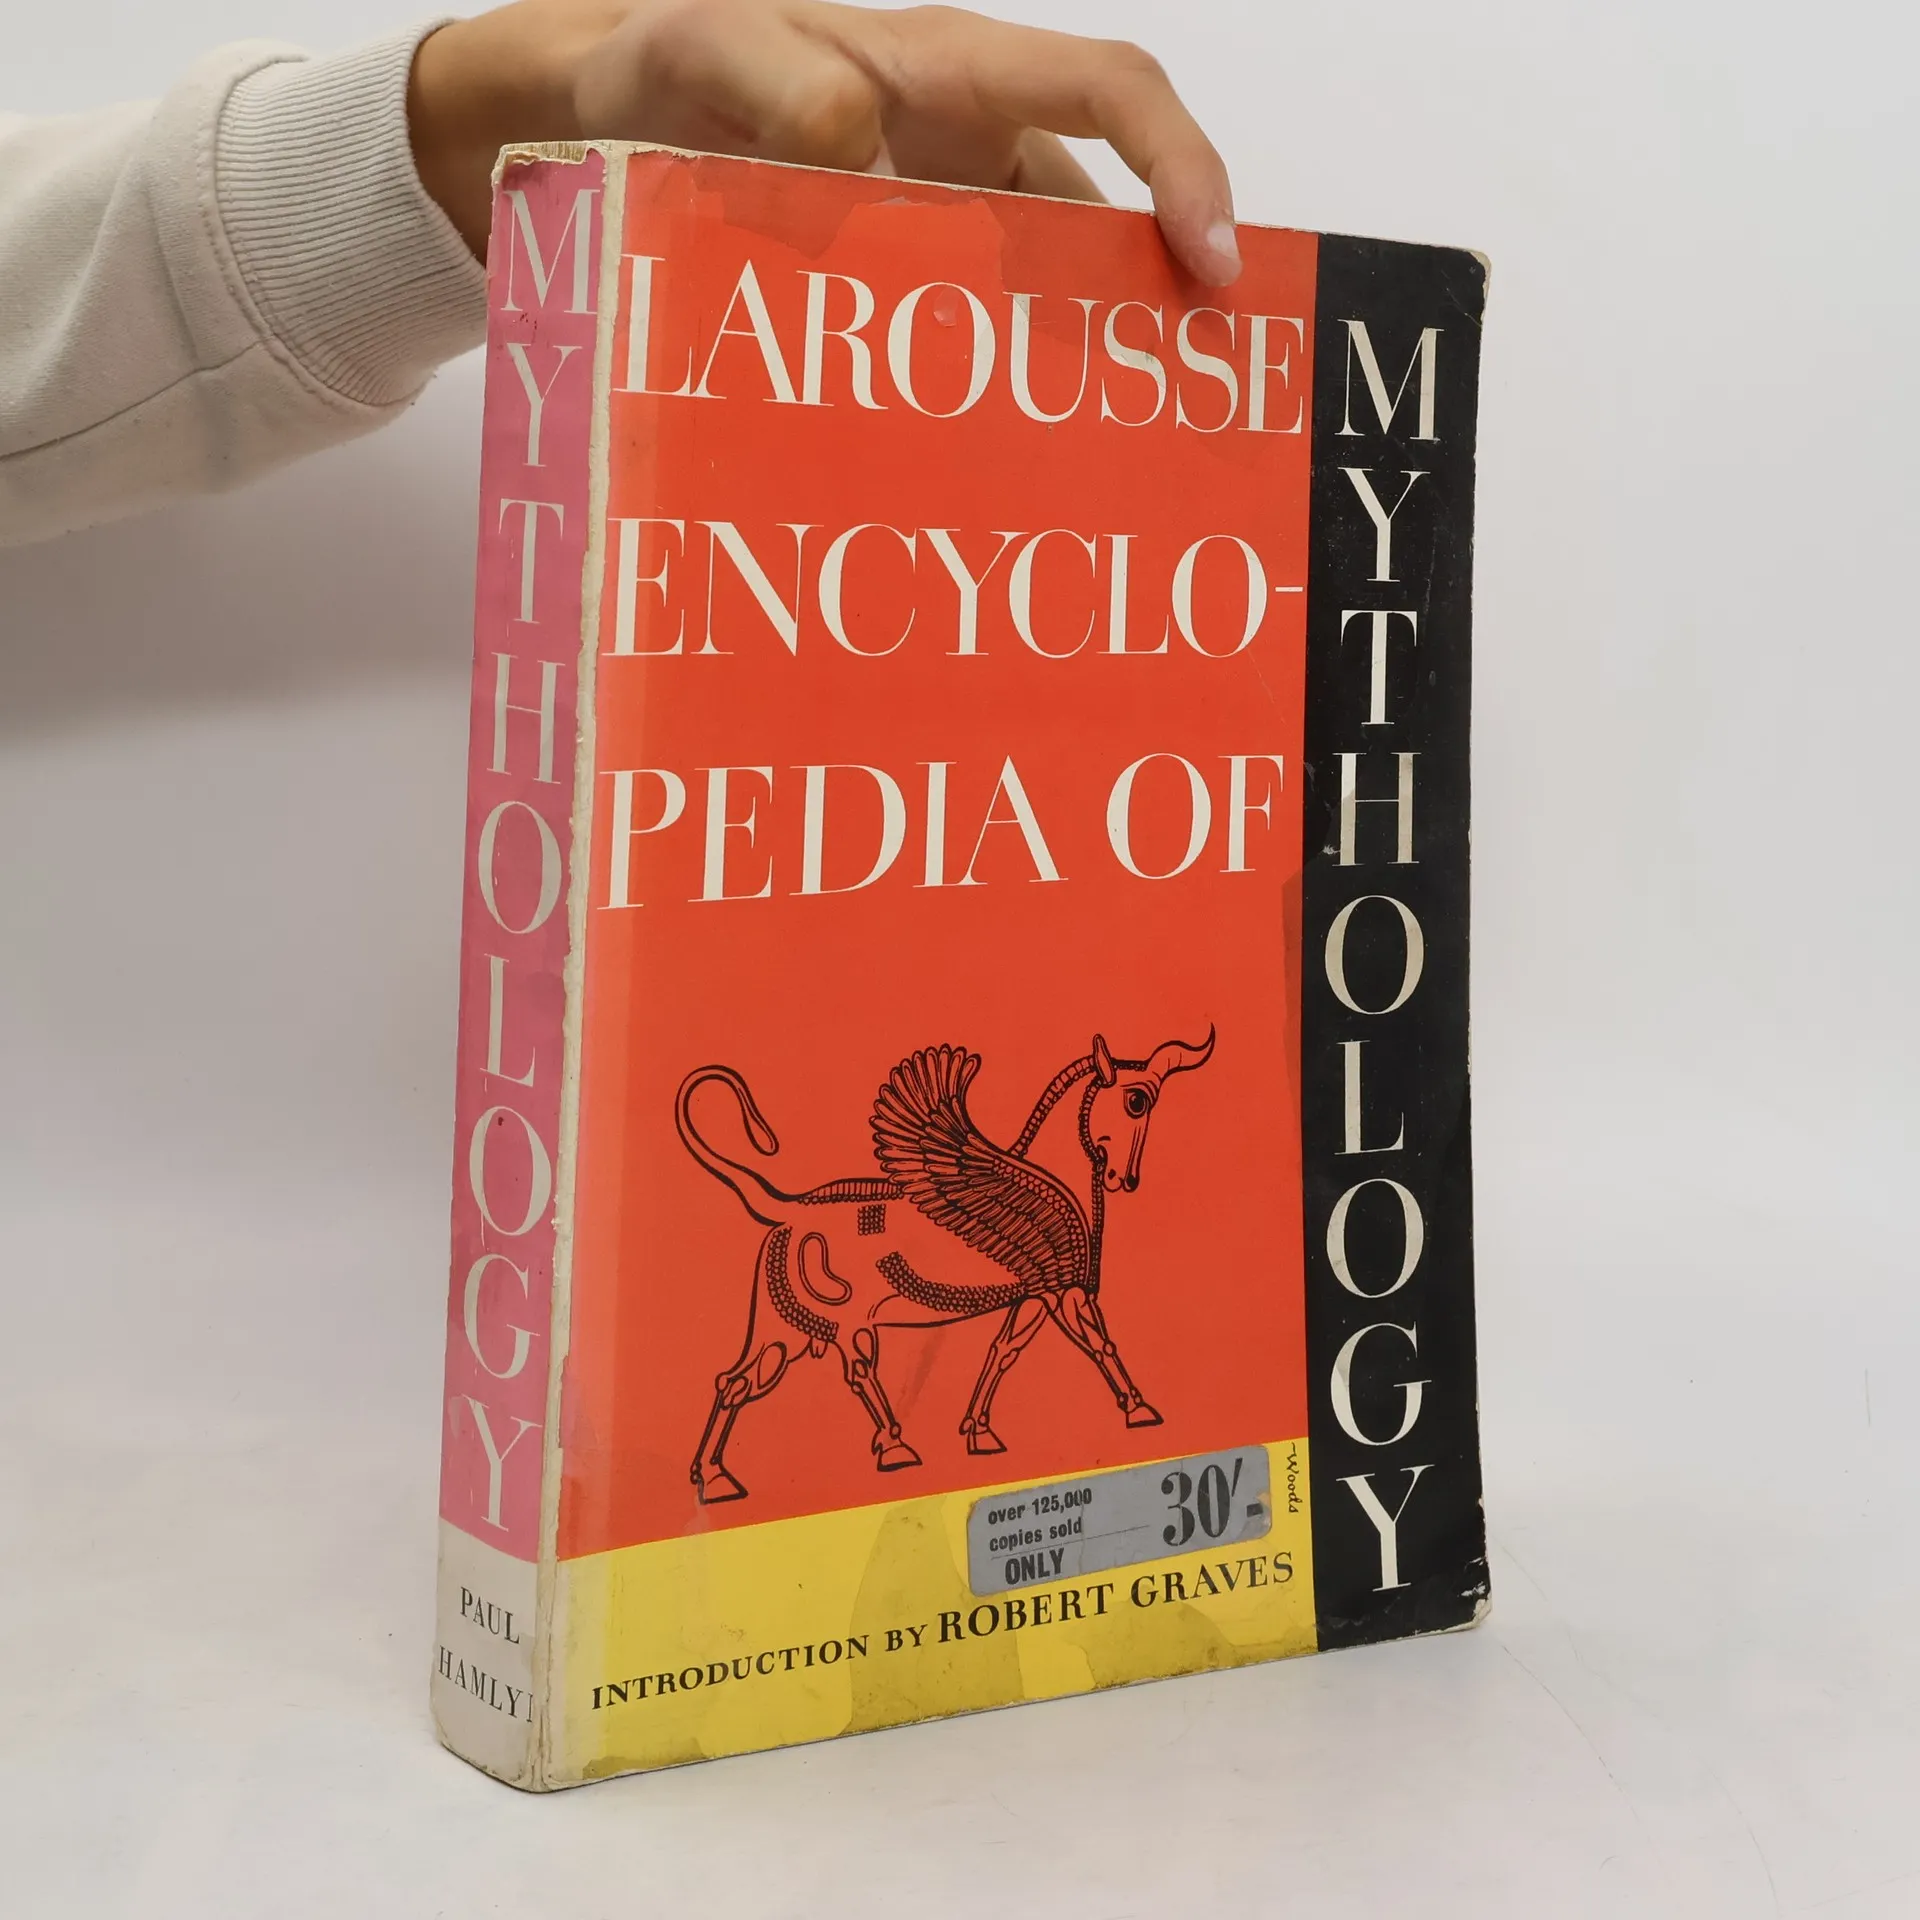 MYTHOLOGY
PAUL
HAMLYN
LAROUSSE
ENCYCLO-
PEDIA OF
MYTHOLOGY
Woods
over 125,000
copies sold
ONLY
30/-
INTRODUCTION BY ROBERT GRAVES